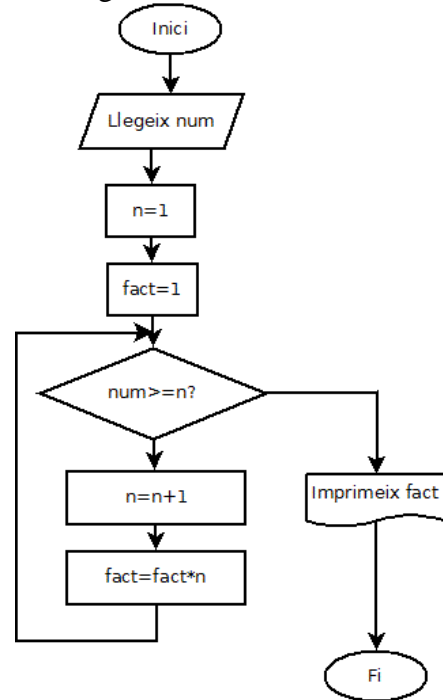 Inici
Llegeix num
n=1
fact=1
num>=n?
n=n+1
Imprimeix fact
fact=fact*n
Fi